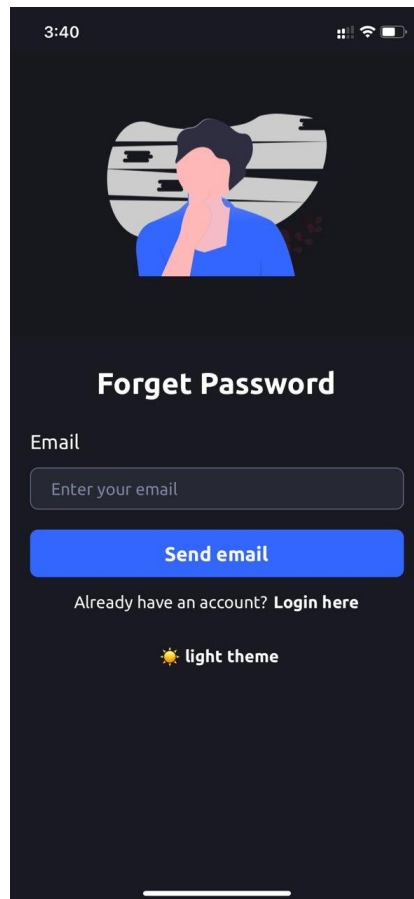 3:40
Forget Password
Email
Enter your email
Send email
Already have an account? Login here
light theme